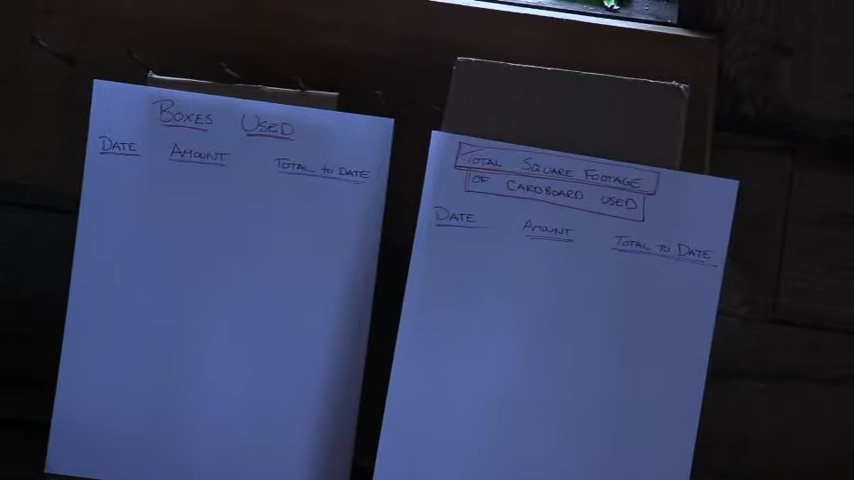 BOXES USED
DATE AMOUNT TOTAL TO DATE
TOTAL SQUARE FOOTAGE
OF CARDBOARD USED
DATE AMOUNT TOTAL TO DATE